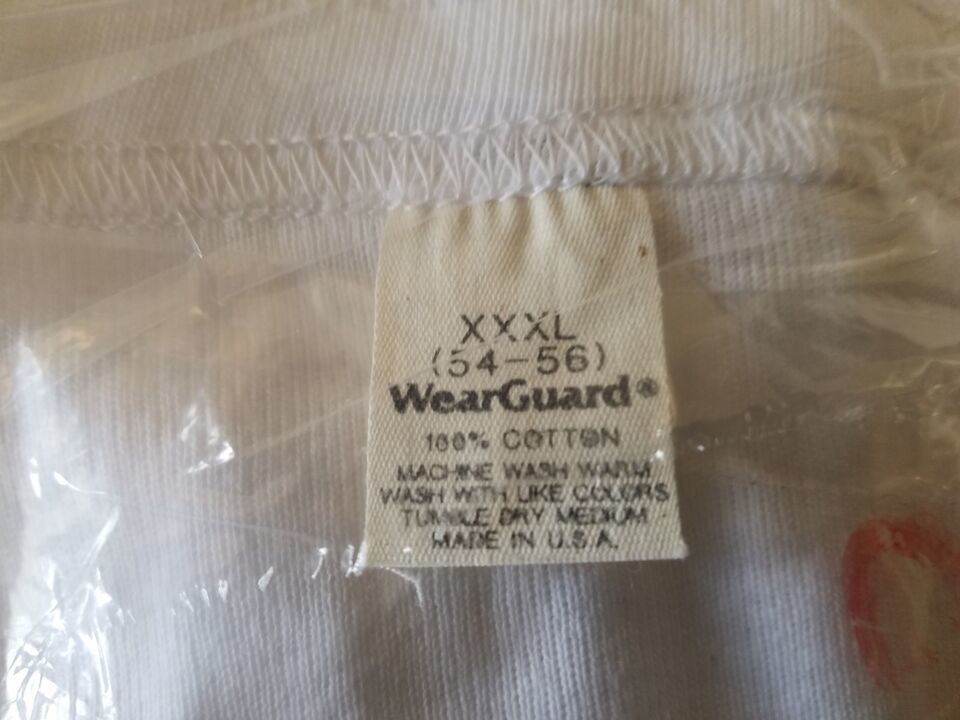 XXXL
(54-56)
WearGuard®
100% COTTON
MACHINE WASH WARM
WASH WITH LIKE COLORS
TUMBLE DRY MEDIUM
MADE IN U.S.A.